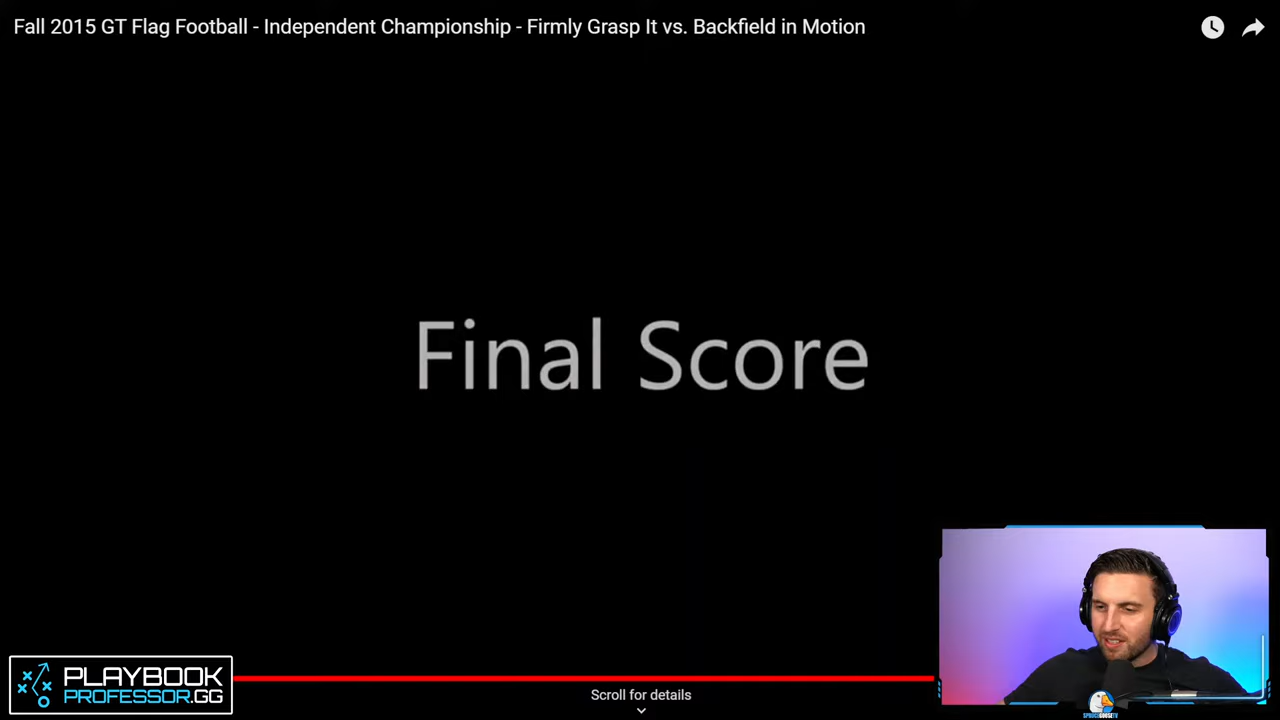 Fall 2015 GT Flag Football - Independent Championship - Firmly Grasp It vs. Backfield in Motion
Final Score
PLAYBOOK
PROFESSOR.GG
Scroll for details
SPRUCEGOOSETV